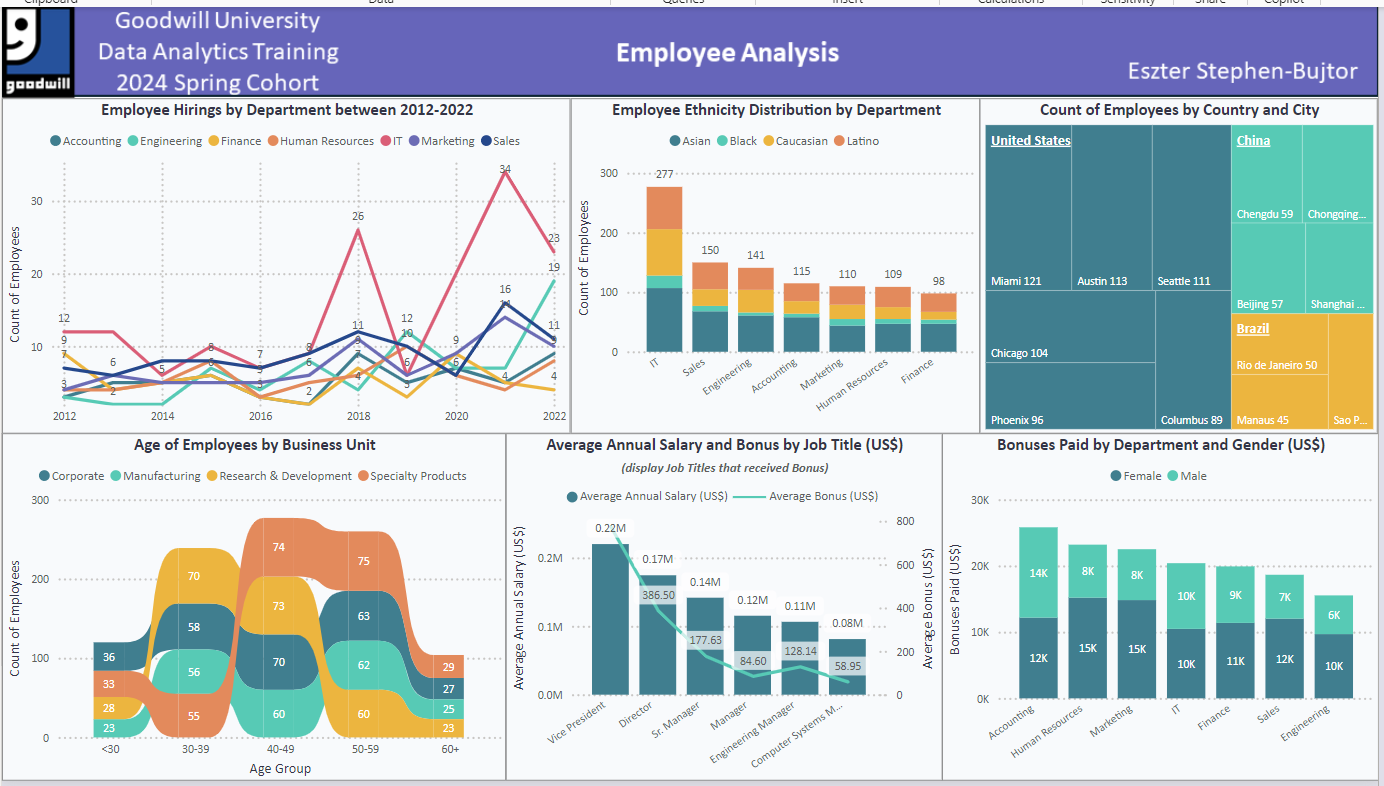 Clipboard Data Queries Insert Calculations Sensitivity Share Copilot
goodwill
Goodwill University
Data Analytics Training
2024 Spring Cohort
Employee Analysis
Eszter Stephen-Bujtor
Employee Hirings by Department between 2012-2022
Accounting Engineering Finance Human Resources IT Marketing Sales
Count of Employees
30
20
10
12
9
7
3
6
2
5
8
7
8
2
26
11
7
4
12
10
9
34
16
4
23
19
11
9
4
2012 2014 2016 2018 2020 2022
Employee Ethnicity Distribution by Department
Asian Black Caucasian Latino
Count of Employees
300
200
100
0
277
150
141
115
110
109
98
IT
Sales
Engineering
Accounting
Marketing
Human Resources
Finance
Count of Employees by Country and City
United States
Miami 121
Austin 113
Seattle 111
Chicago 104
Phoenix 96
Columbus 89
China
Chengdu 59
Chongqing...
Beijing 57
Shanghai ...
Brazil
Rio de Janeiro 50
Manaus 45
Sao P...
Age of Employees by Business Unit
Corporate Manufacturing Research & Development Specialty Products
Count of Employees
300
200
100
0
36
33
28
23
70
58
56
55
74
73
70
60
75
63
62
60
29
27
25
23
<30 30-39 40-49 50-59 60+
Age Group
Average Annual Salary and Bonus by Job Title (US$)
(display Job Titles that received Bonus)
Average Annual Salary (US$) Average Bonus (US$)
Average Annual Salary (US$)
0.2M
0.1M
0.0M
0.22M
0.17M
0.14M
0.12M
0.11M
0.08M
386.50
177.63
84.60
128.14
58.95
800
600
400
200
0
Average Bonus (US$)
Vice President
Director
Sr. Manager
Manager
Engineering Manager
Computer Systems M...
Bonuses Paid by Department and Gender (US$)
Female Male
Bonuses Paid (US$)
30K
20K
10K
0K
14K
8K
8K
10K
9K
7K
6K
12K
15K
15K
10K
11K
12K
10K
Accounting
Human Resources
Marketing
IT
Finance
Sales
Engineering